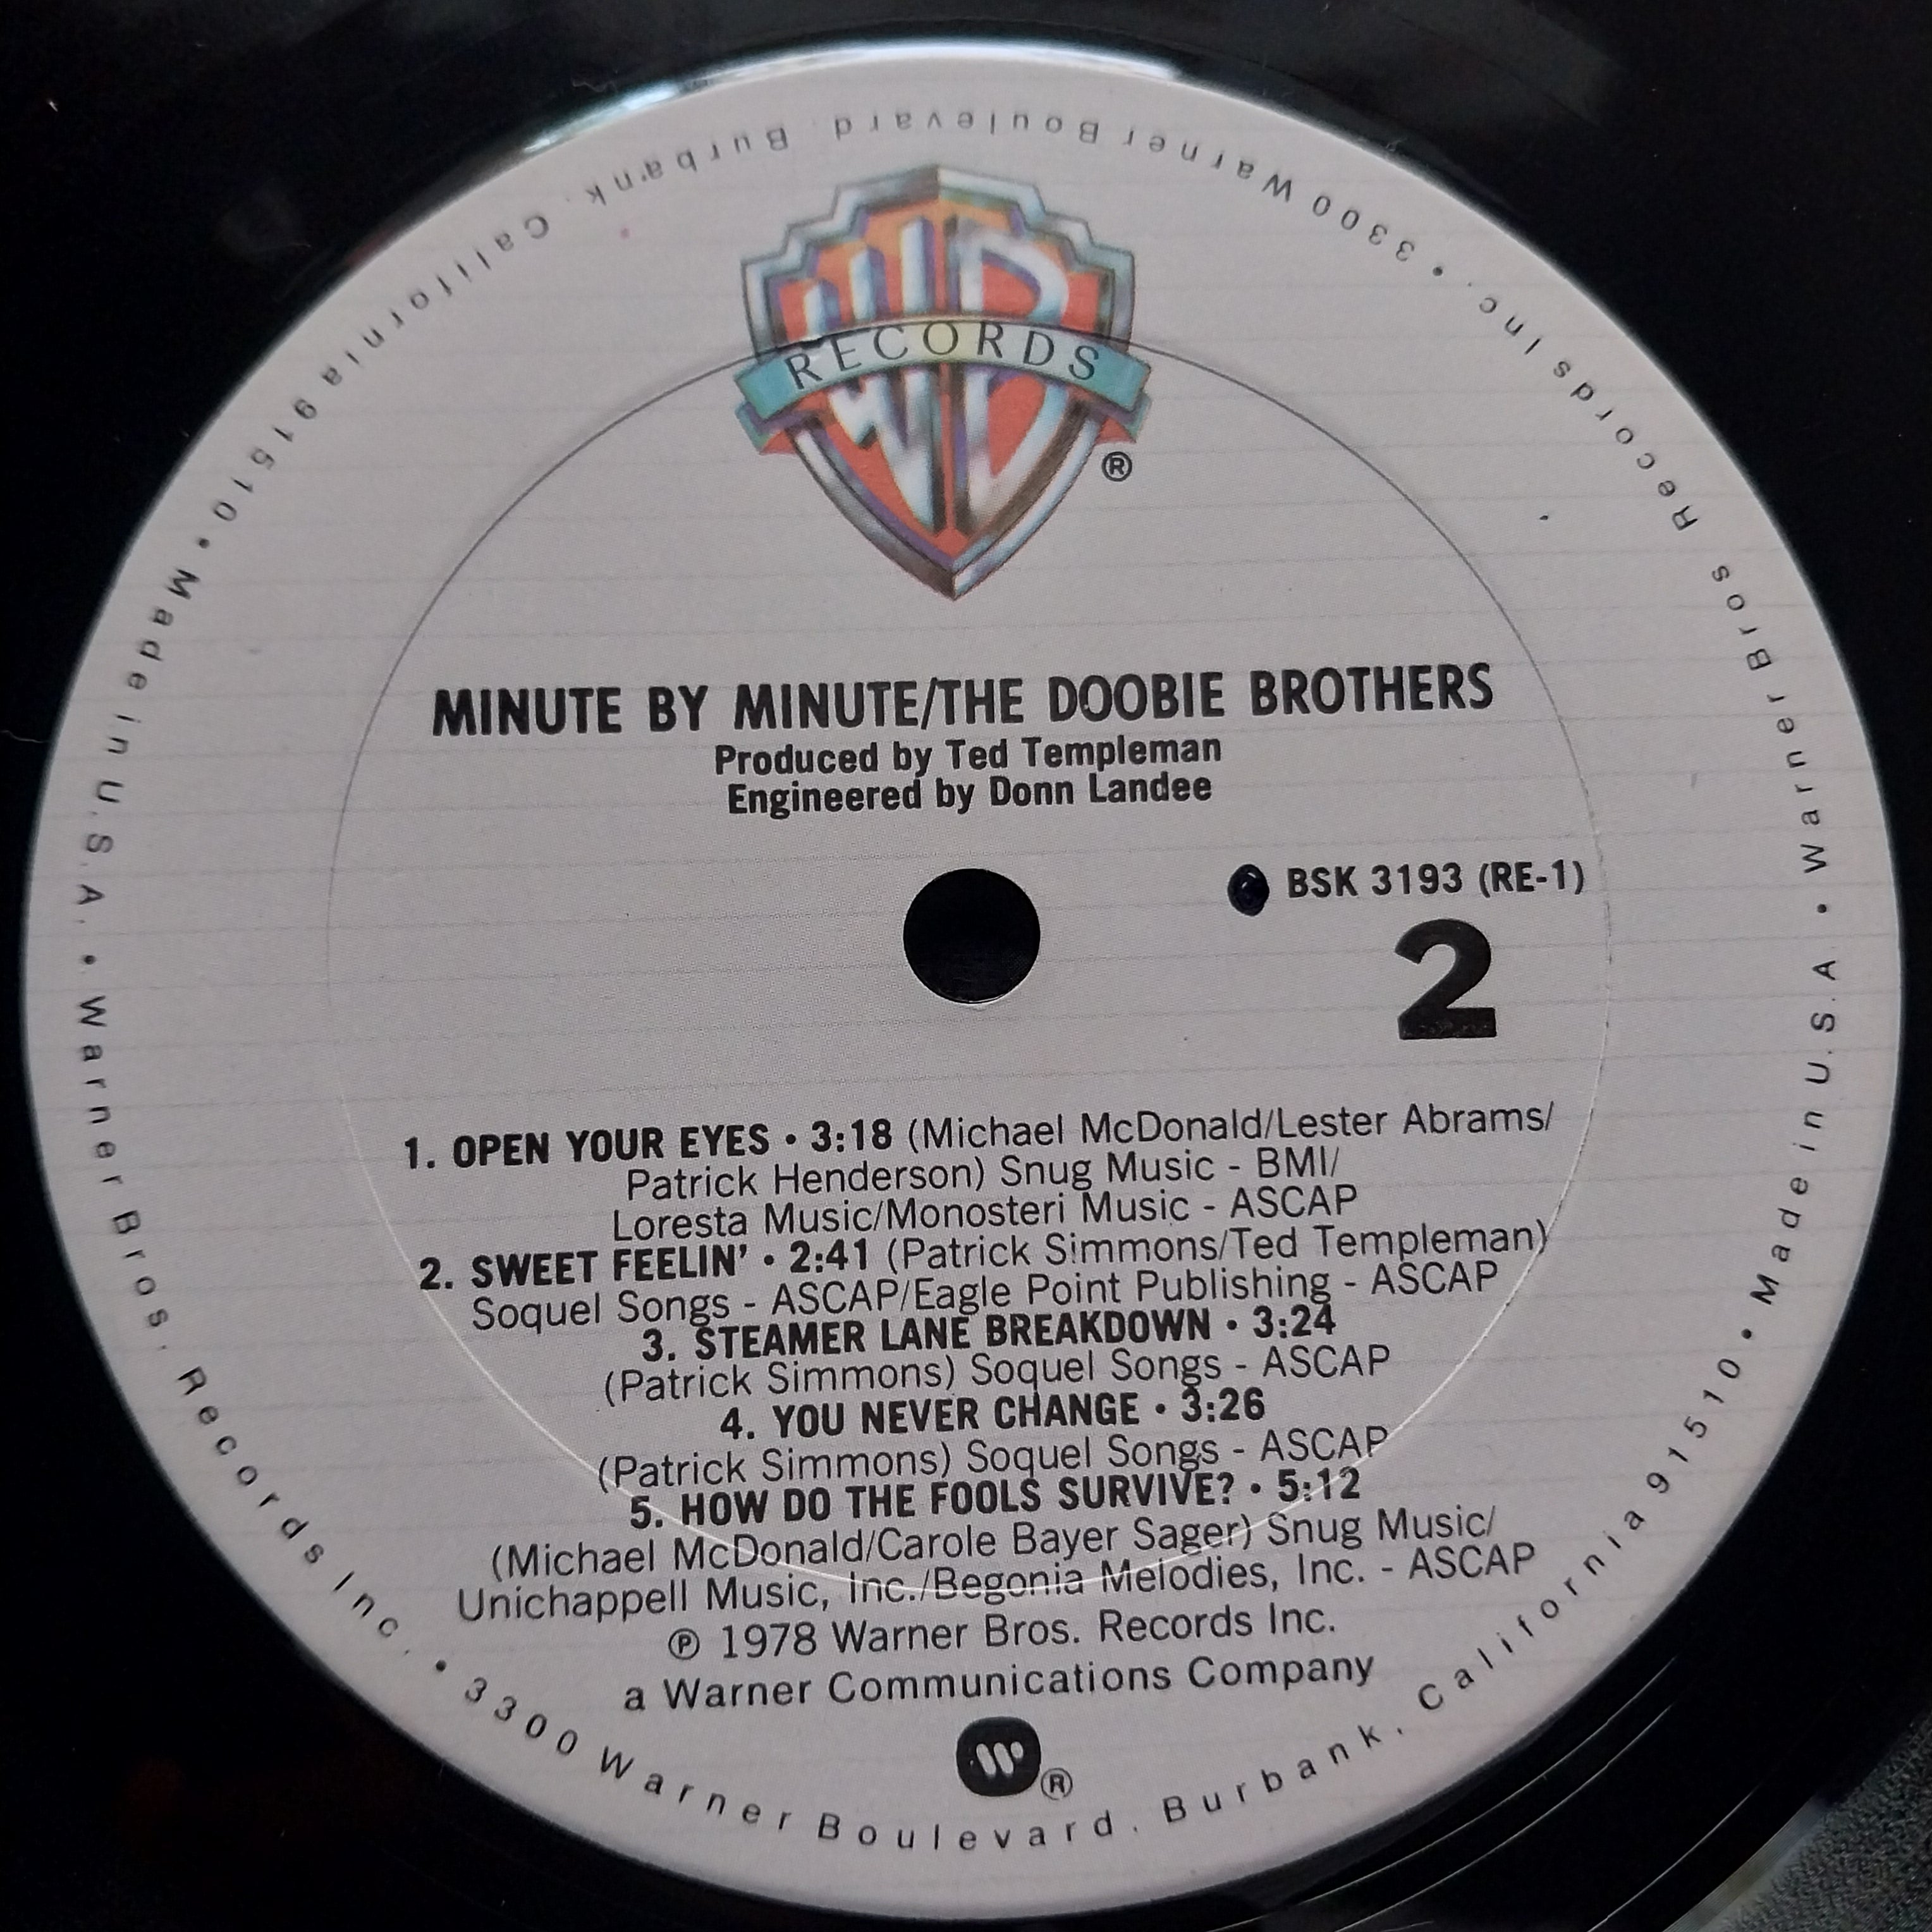 WB
RECORDS
®
MINUTE BY MINUTE/THE DOOBIE BROTHERS
Produced by Ted Templeman
Engineered by Donn Landee
BSK 3193 (RE-1)
2
1. OPEN YOUR EYES • 3:18 (Michael McDonald/Lester Abrams/
Patrick Henderson) Snug Music - BMI/
Loresta Music/Monosteri Music - ASCAP
2. SWEET FEELIN' • 2:41 (Patrick Simmons/Ted Templeman)
Soquel Songs - ASCAP/Eagle Point Publishing - ASCAP
3. STEAMER LANE BREAKDOWN • 3:24
(Patrick Simmons) Soquel Songs - ASCAP
4. YOU NEVER CHANGE • 3:26
(Patrick Simmons) Soquel Songs - ASCAP
5. HOW DO THE FOOLS SURVIVE? • 5:12
(Michael McDonald/Carole Bayer Sager) Snug Music/
Unichappell Music, Inc./Begonia Melodies, Inc. - ASCAP
℗ 1978 Warner Bros. Records Inc.
a Warner Communications Company
W®
Warner Bros. Records Inc. • 3300 Warner Boulevard, Burbank, California 91510 • Made in U.S.A. • Warner Bros. Records Inc. • 3300 Warner Boulevard, Burbank, California 91510 • Made in U.S.A. •